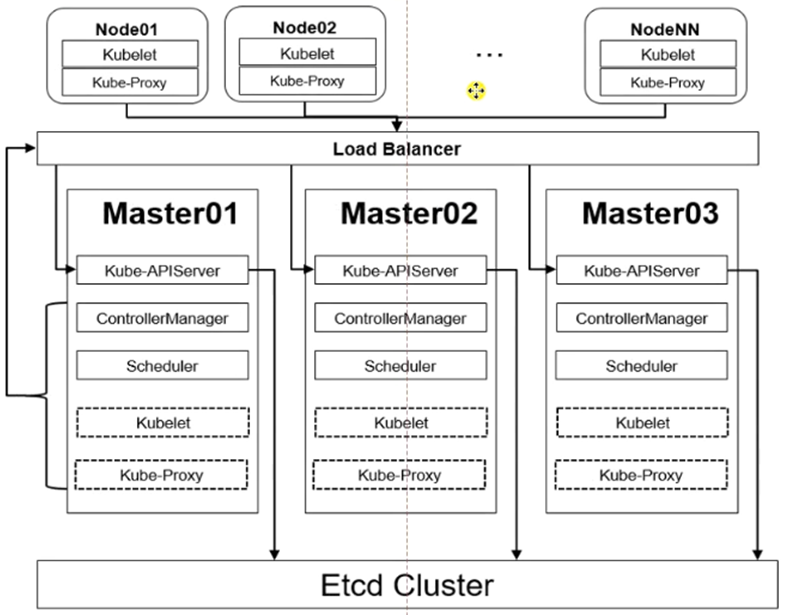 Node01
Kubelet
Kube-Proxy
Node02
Kubelet
Kube-Proxy
...
NodeNN
Kubelet
Kube-Proxy
Load Balancer
Master01
Kube-APIServer
ControllerManager
Scheduler
Kubelet
Kube-Proxy
Master02
Kube-APIServer
ControllerManager
Scheduler
Kubelet
Kube-Proxy
Master03
Kube-APIServer
ControllerManager
Scheduler
Kubelet
Kube-Proxy
Etcd Cluster